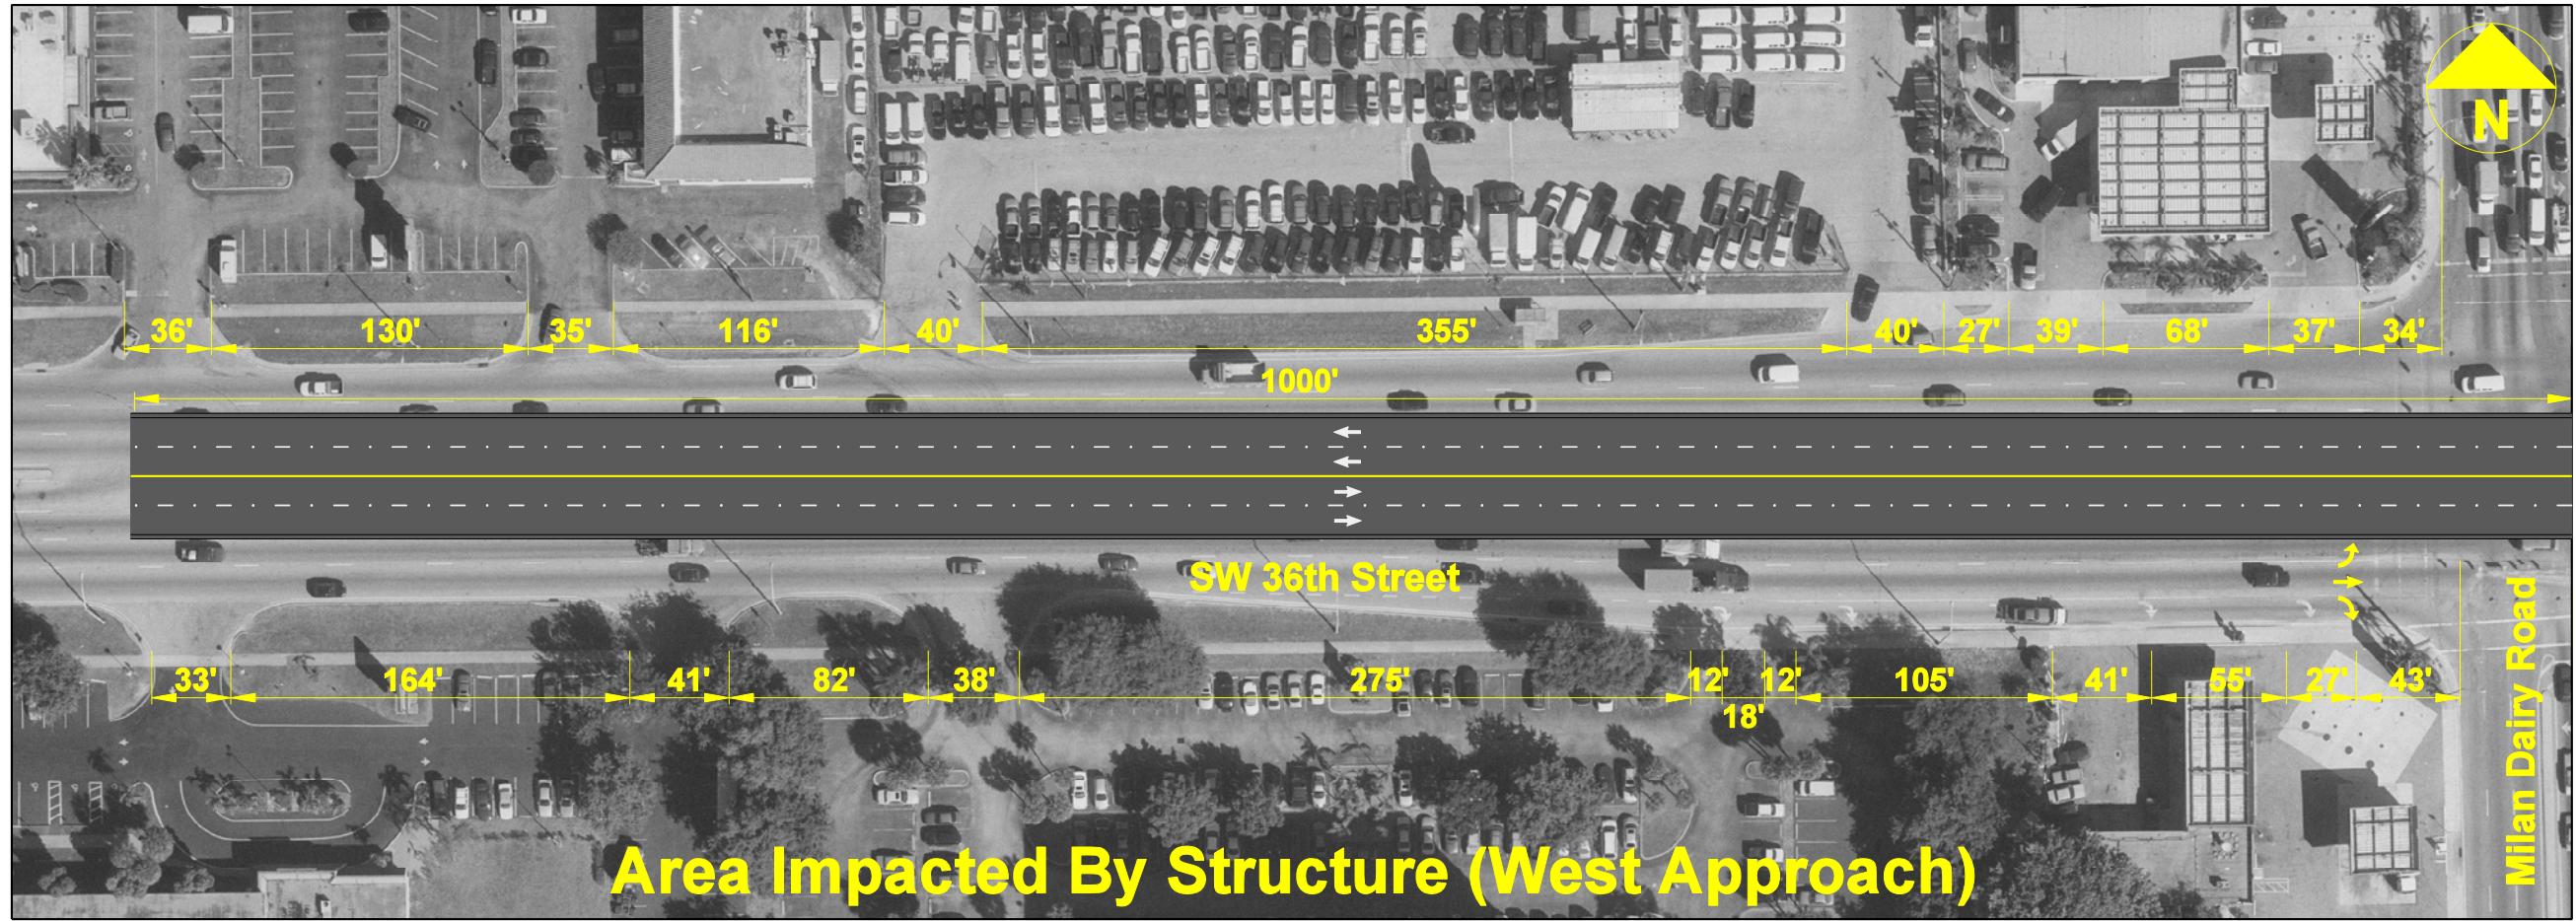 N
36' 130' 35' 116' 40' 355' 40' 27' 39' 68' 37' 34'
1000'
SW 36th Street
33' 164' 41' 82' 38' 275' 12' 12' 105' 41' 55' 27' 43'
18'
Milan Dairy Road
Area Impacted By Structure (West Approach)